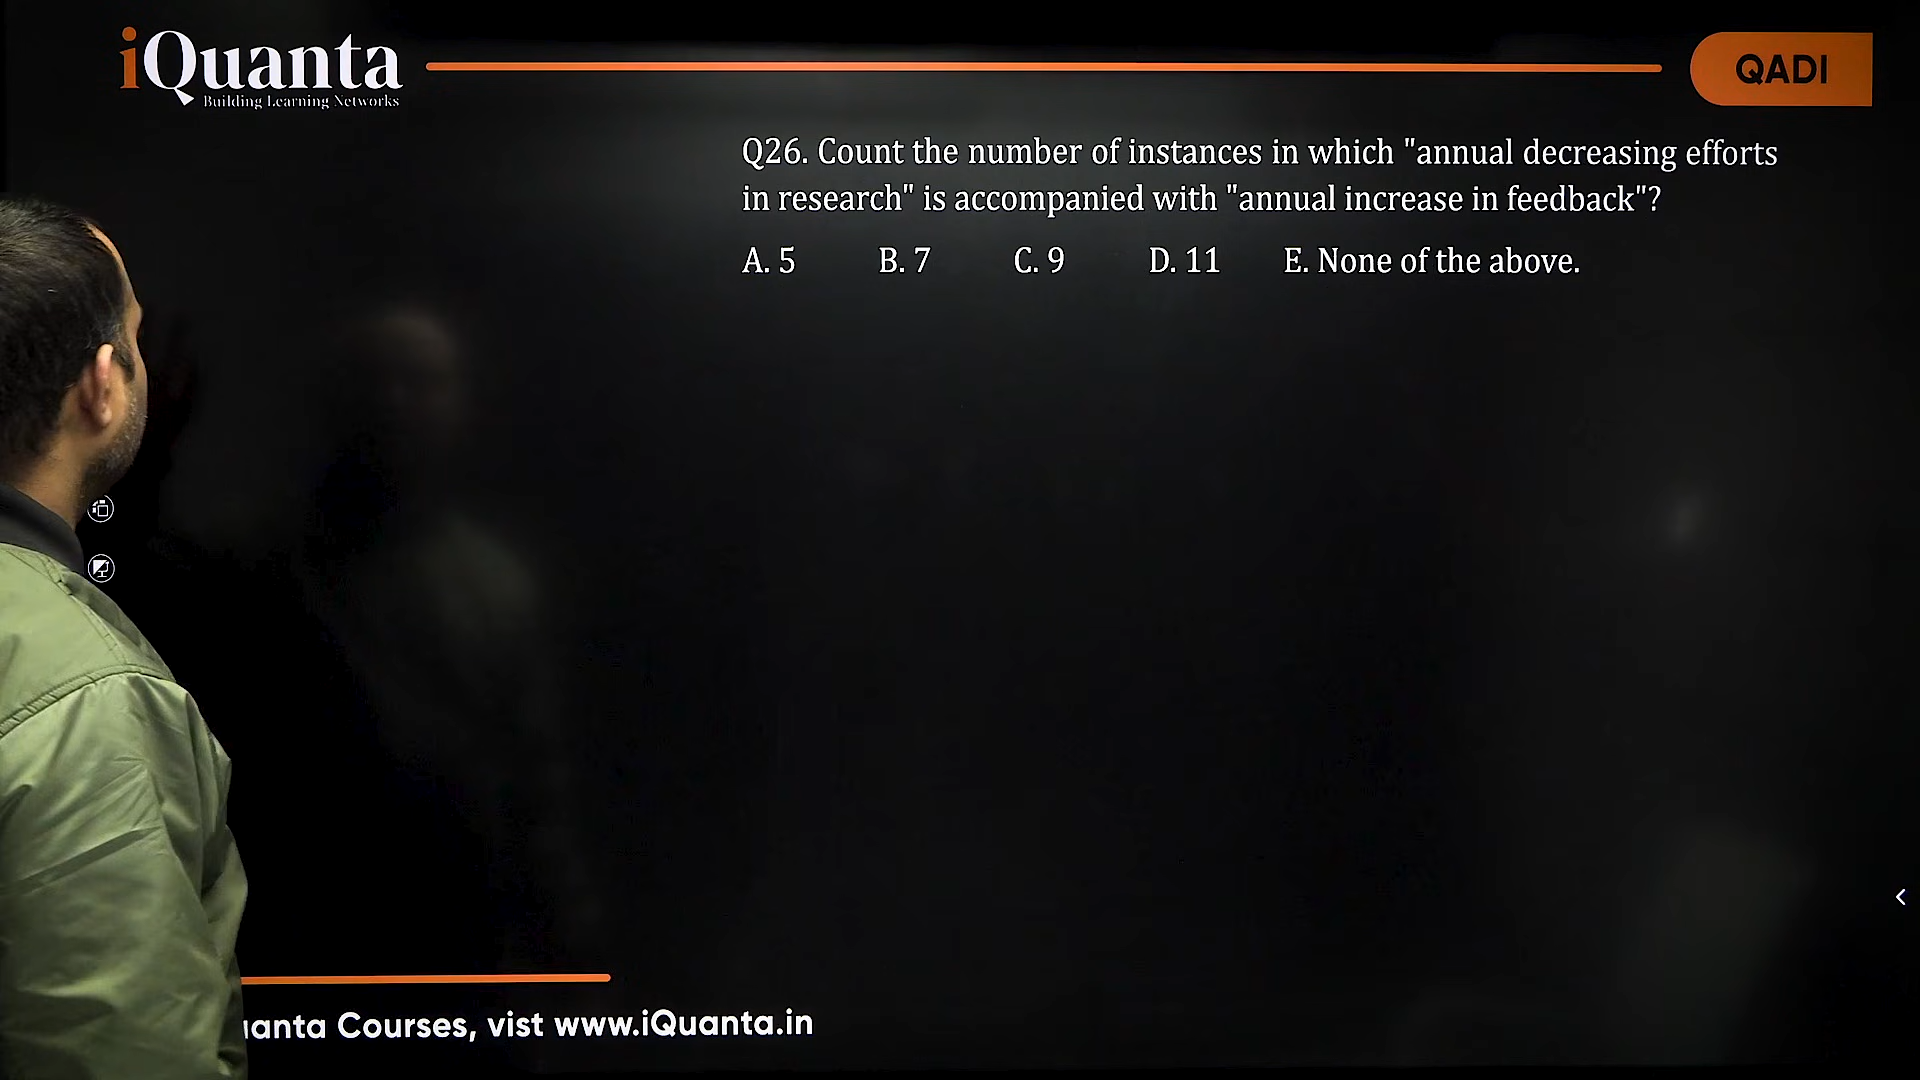 iQuanta
Building Learning Networks
QADI
Q26. Count the number of instances in which "annual decreasing efforts
in research" is accompanied with "annual increase in feedback"?
A. 5 B. 7 C. 9 D. 11 E. None of the above.
Courses, vist www.iQuanta.in